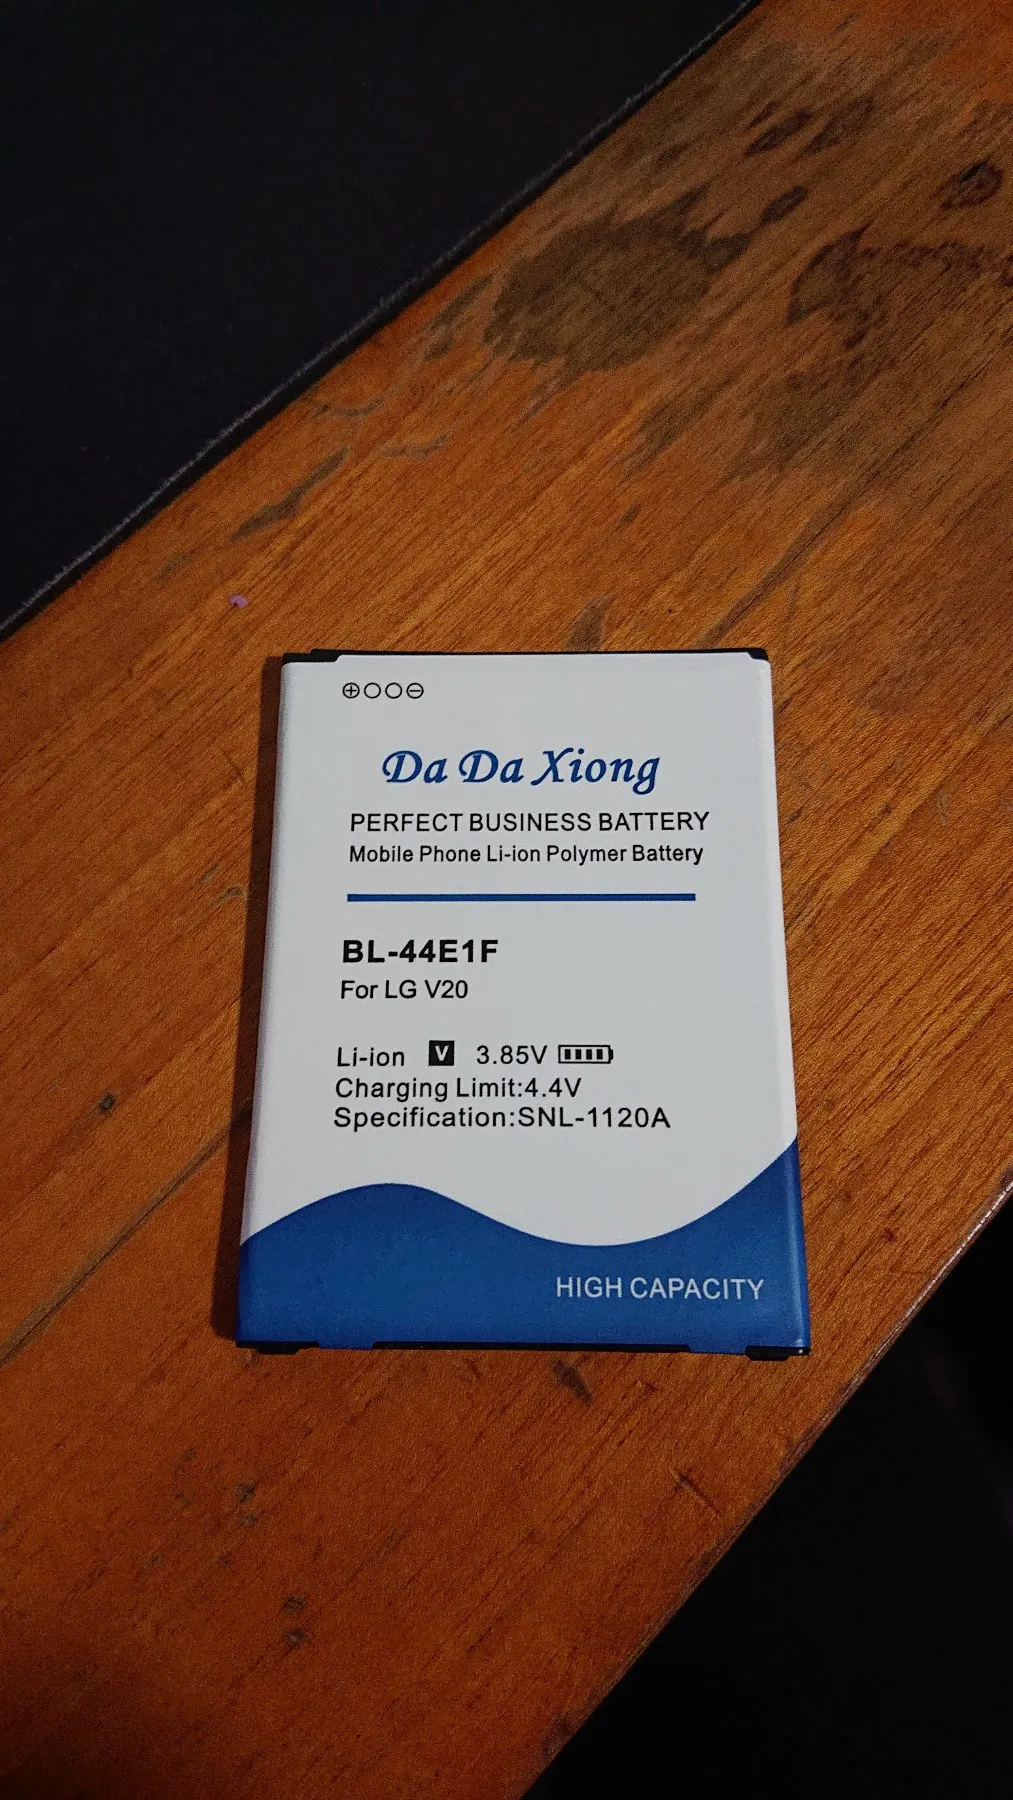 ⊕○○⊖
Da Da Xiong
PERFECT BUSINESS BATTERY
Mobile Phone Li-ion Polymer Battery
BL-44E1F
For LG V20
Li-ion V 3.85V
Charging Limit:4.4V
Specification:SNL-1120A
HIGH CAPACITY